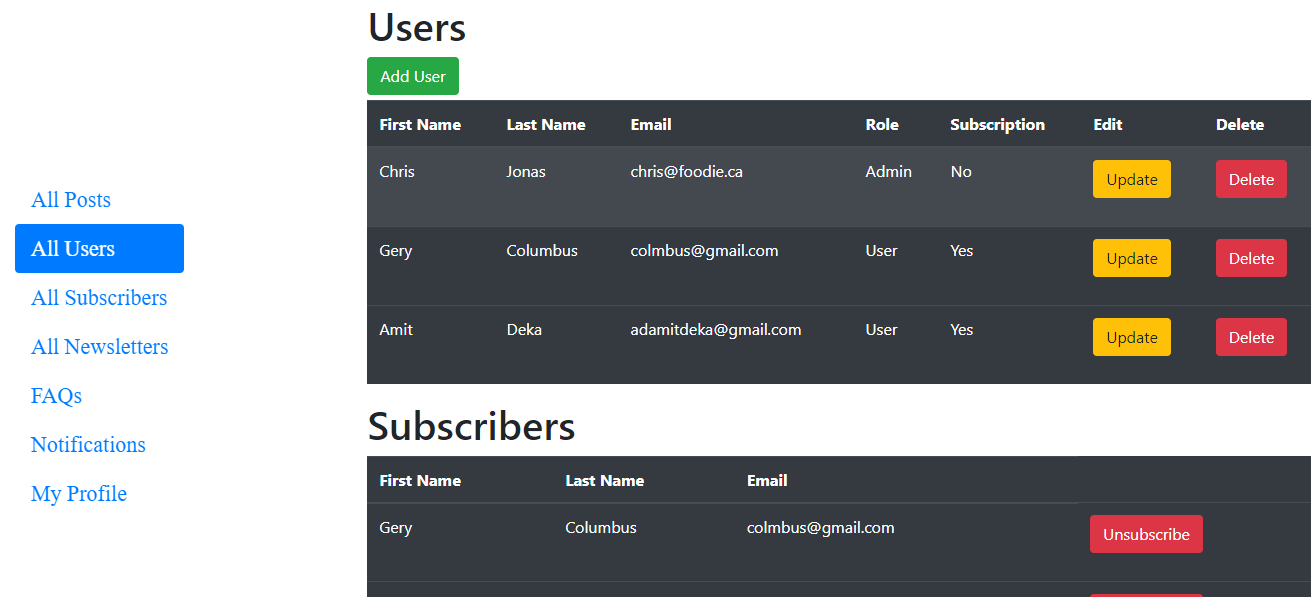 All Posts
All Users
All Subscribers
All Newsletters
FAQs
Notifications
My Profile
Users
Add User
First Name Last Name Email Role Subscription Edit Delete
Chris Jonas chris@foodie.ca Admin No Update Delete
Gery Columbus colmbus@gmail.com User Yes Update Delete
Amit Deka adamitdeka@gmail.com User Yes Update Delete
Subscribers
First Name Last Name Email
Gery Columbus colmbus@gmail.com Unsubscribe